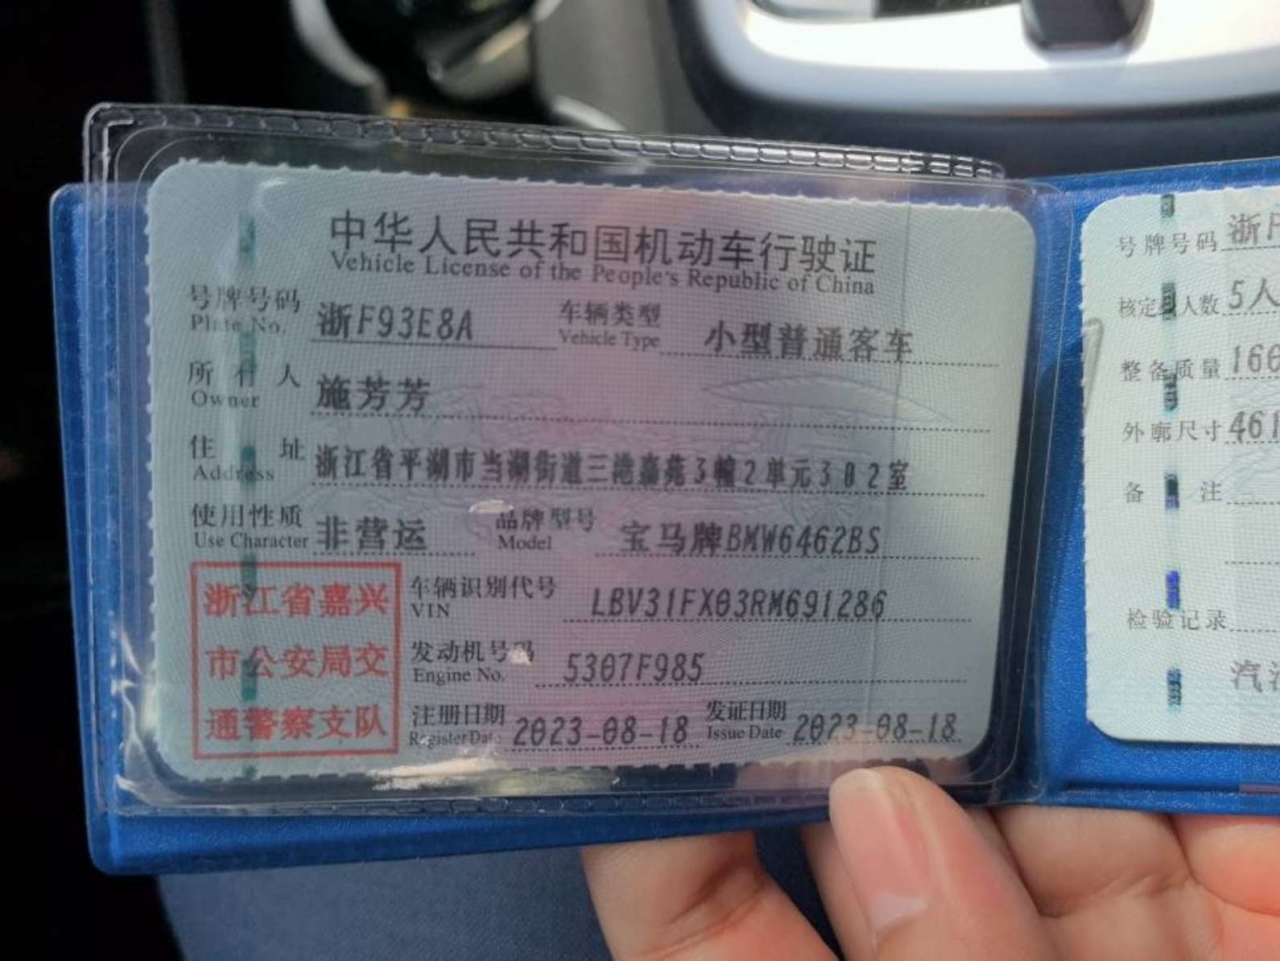 中华人民共和国机动车行驶证
Vehicle License of the People's Republic of China
号牌号码 浙F93E8A 车辆类型 小型普通客车
Plate No. Vehicle Type
所有人 施芳芳
Owner
住址 浙江省平湖市当湖街道三港嘉苑3幢2单元302室
Address
使用性质 非营运 品牌型号 宝马牌BMW6462BS
Use Character Model
浙江省嘉兴
市公安局交
通警察支队
车辆识别代号 LBV31FX03RM691286
VIN
发动机号码 5307F985
Engine No.
注册日期 2023-08-18 发证日期 2023-08-18
Register Date Issue Date
号牌号码 浙F
核定载人数 5人
整备质量 166
外廓尺寸 461
备注
检验记录
汽油